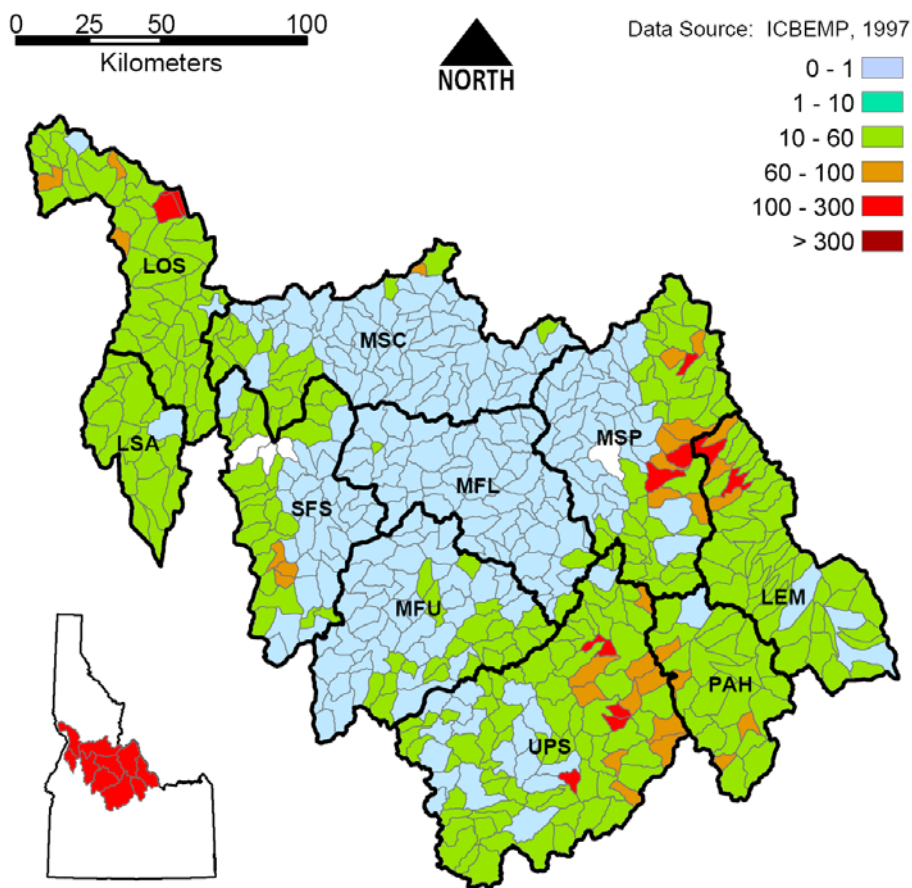 0 50 100
Kilometers
NORTH
Data Source: ICBEMP, 1997
0 - 1
1 - 10
10 - 60
60 - 100
100 - 300
> 300
LOS
MSC
LSA
MSP
SFS
MFL
MFU
LEM
PAH
UPS